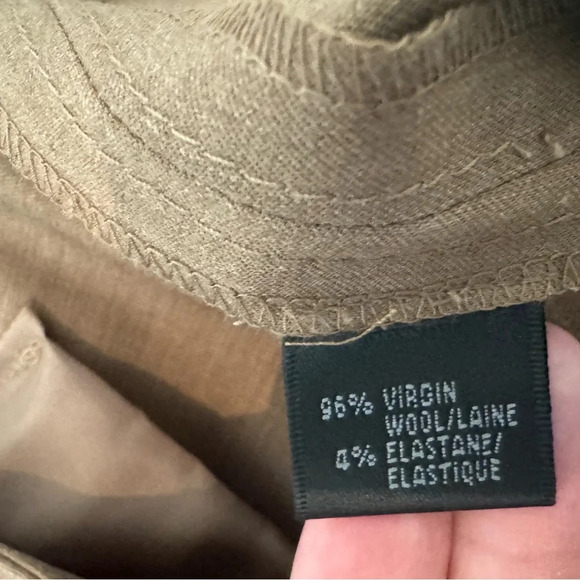 96% VIRGIN
WOOL/LAINE
4% ELASTANE/
ELASTIQUE